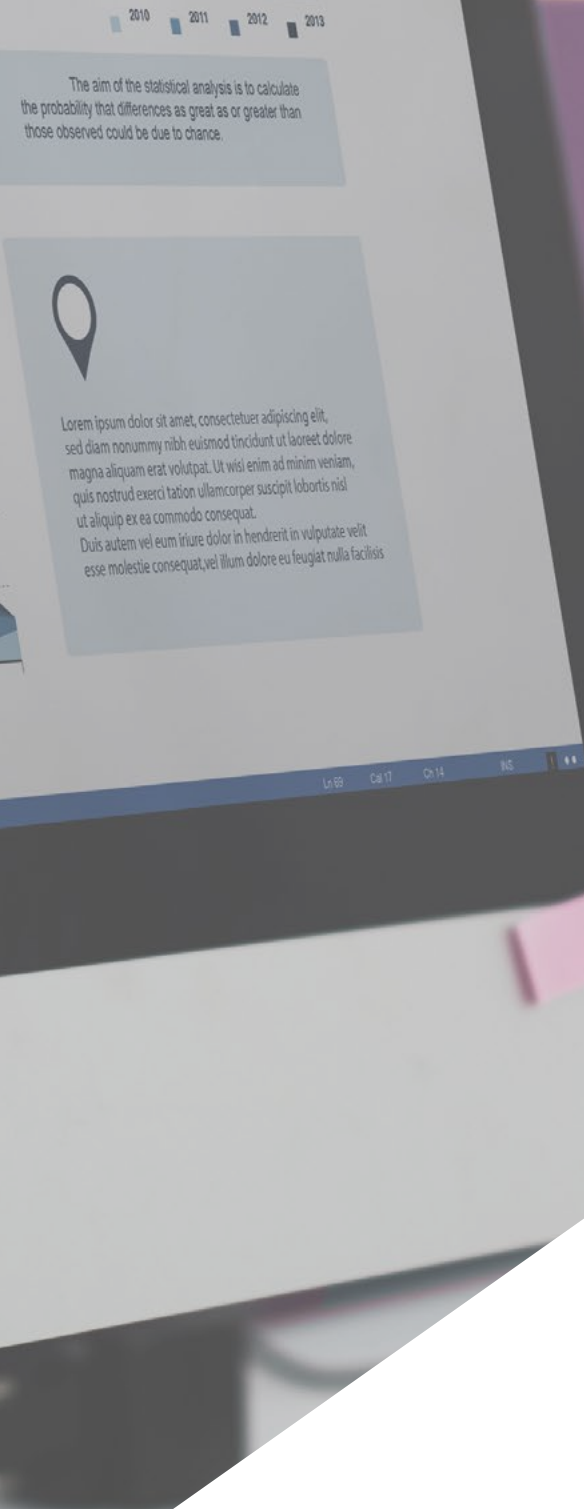 2010 2011 2012 2013
The aim of the statistical analysis is to calculate
the probability that differences as great as or greater than
those observed could be due to chance.
Lorem ipsum dolor sit amet, consectetuer adipiscing elit,
sed diam nonummy nibh euismod tincidunt ut laoreet dolore
magna aliquam erat volutpat. Ut wisi enim ad minim veniam,
quis nostrud exerci tation ullamcorper suscipit lobortis nisl
ut aliquip ex ea commodo consequat.
Duis autem vel eum iriure dolor in hendrerit in vulputate velit
esse molestie consequat,vel illum dolore eu feugiat nulla facilisis
Ln 69 Cal 17 Ch 14 INS